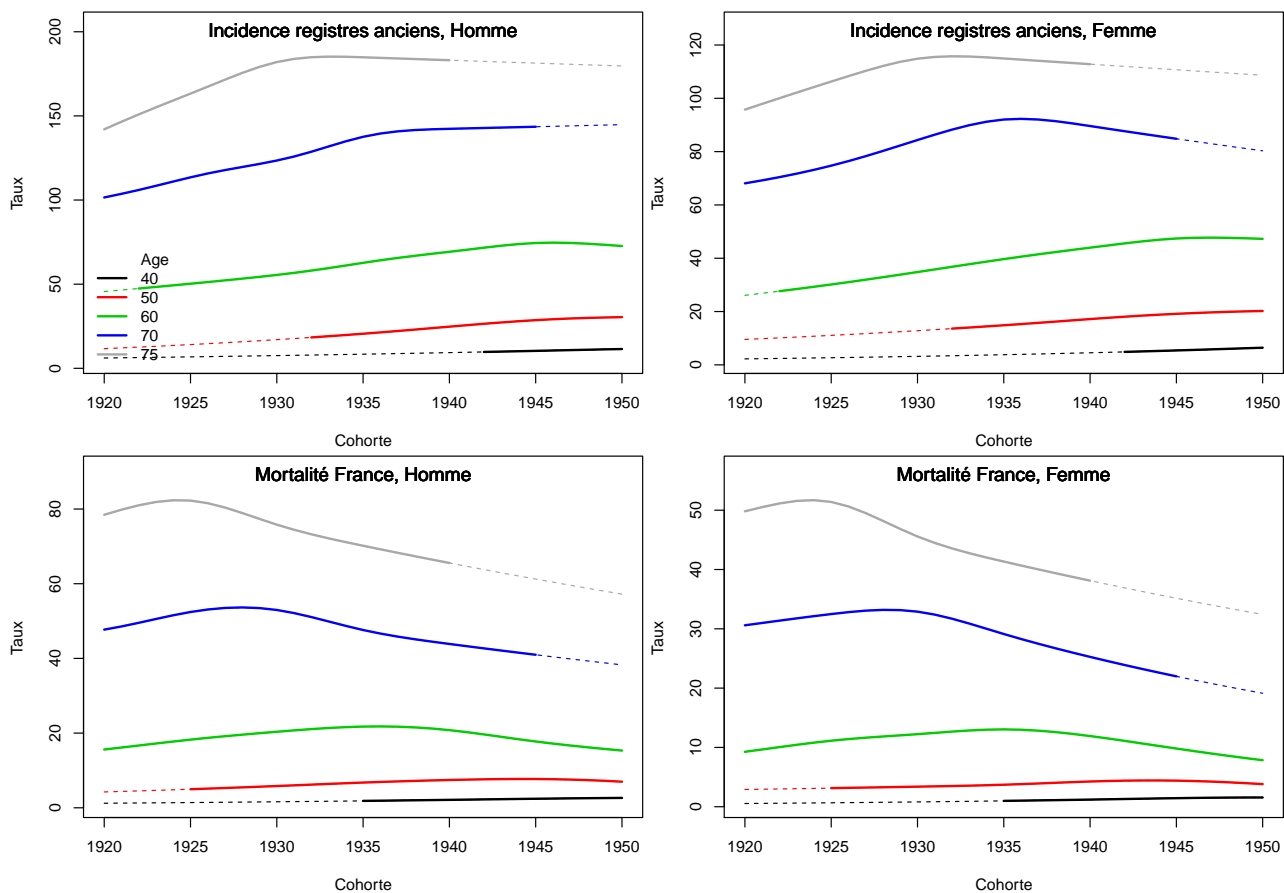 Incidence registres anciens, Homme
Taux
0 50 100 150 200
Age
40
50
60
70
75
1920 1925 1930 1935 1940 1945 1950
Cohorte
Incidence registres anciens, Femme
Taux
0 20 40 60 80 100 120
1920 1925 1930 1935 1940 1945 1950
Cohorte
Mortalité France, Homme
Taux
0 20 40 60 80
1920 1925 1930 1935 1940 1945 1950
Cohorte
Mortalité France, Femme
Taux
0 10 20 30 40 50
1920 1925 1930 1935 1940 1945 1950
Cohorte